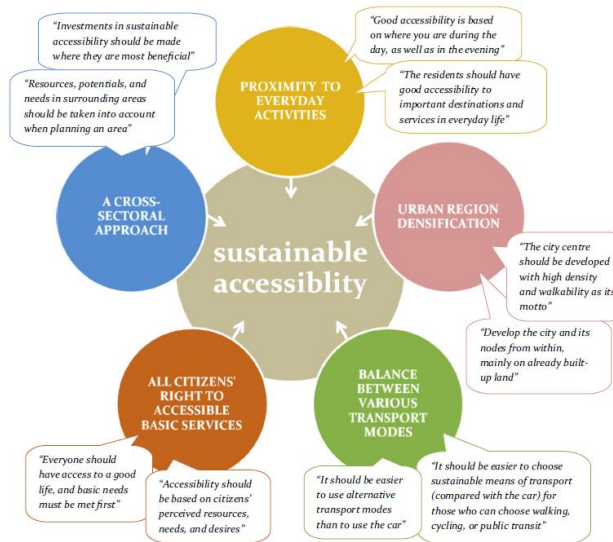 “Investments in sustainable
accessibility should be made
where they are most beneficial”
“Resources, potentials, and
needs in surrounding areas
should be taken into account
when planning an area”
“Good accessibility is based
on where you are during the
day, as well as in the evening”
“The residents should have
good accessibility to
important destinations and
services in everyday life”
PROXIMITY TO
EVERYDAY
ACTIVITIES
A CROSS-
SECTORAL
APPROACH
URBAN REGION
DENSIFICATION
“The city centre
should be developed
with high density
and walkability as its
motto”
“Develop the city and its
nodes from within,
mainly on already built-
up land”
sustainable
accessiblity
ALL CITIZENS’
RIGHT TO
ACCESSIBLE
BASIC SERVICES
“Everyone should
have access to a good
life, and basic needs
must be met first”
“Accessibility should
be based on citizens’
perceived resources,
needs, and desires”
BALANCE
BETWEEN
VARIOUS
TRANSPORT
MODES
“It should be easier
to use alternative
transport modes
than to use the car”
“It should be easier to choose
sustainable means of transport
(compared with the car) for
those who can choose walking,
cycling, or public transit”